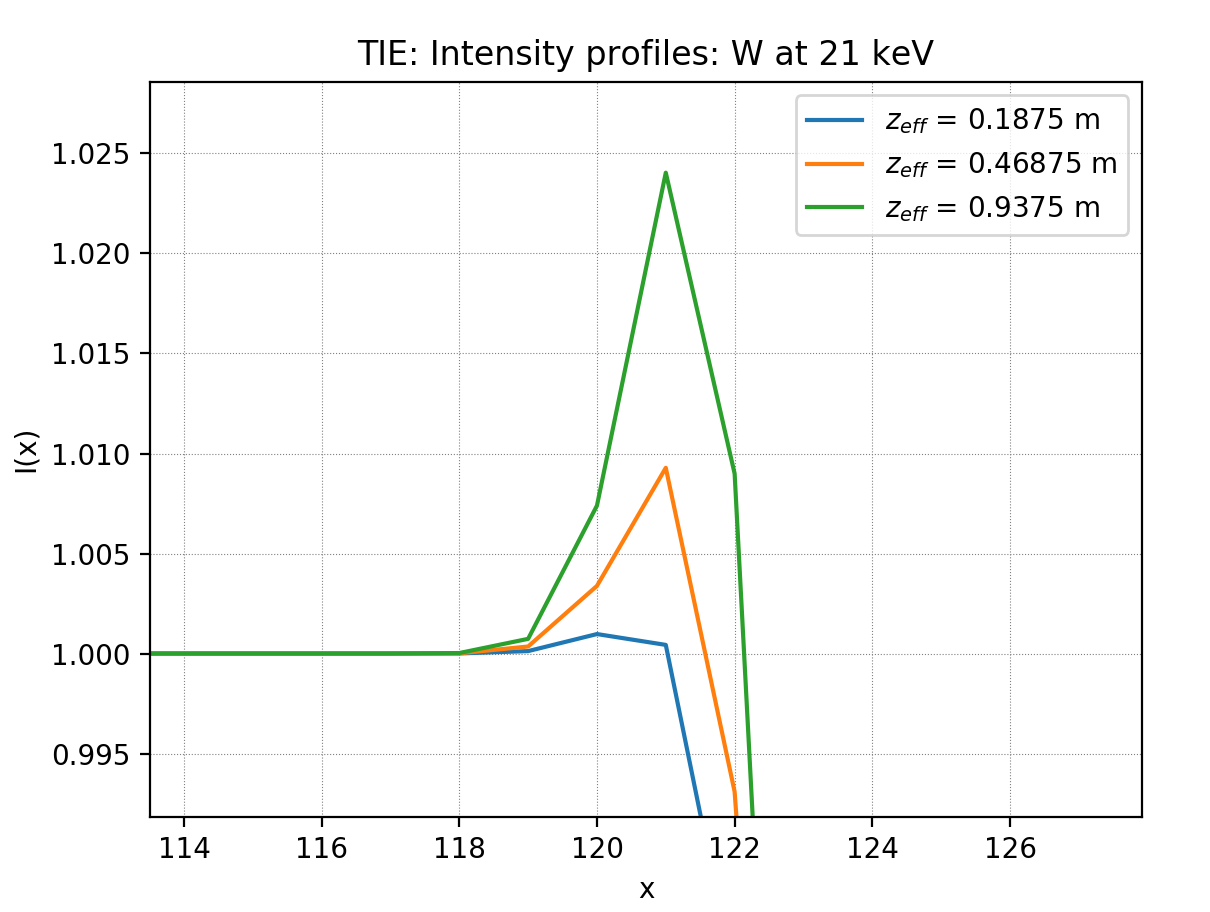 TIE: Intensity profiles: W at 21 keV
z_eff = 0.1875 m
z_eff = 0.46875 m
z_eff = 0.9375 m
1.025
1.020
1.015
1.010
1.005
1.000
0.995
I(x)
114 116 118 120 122 124 126
x